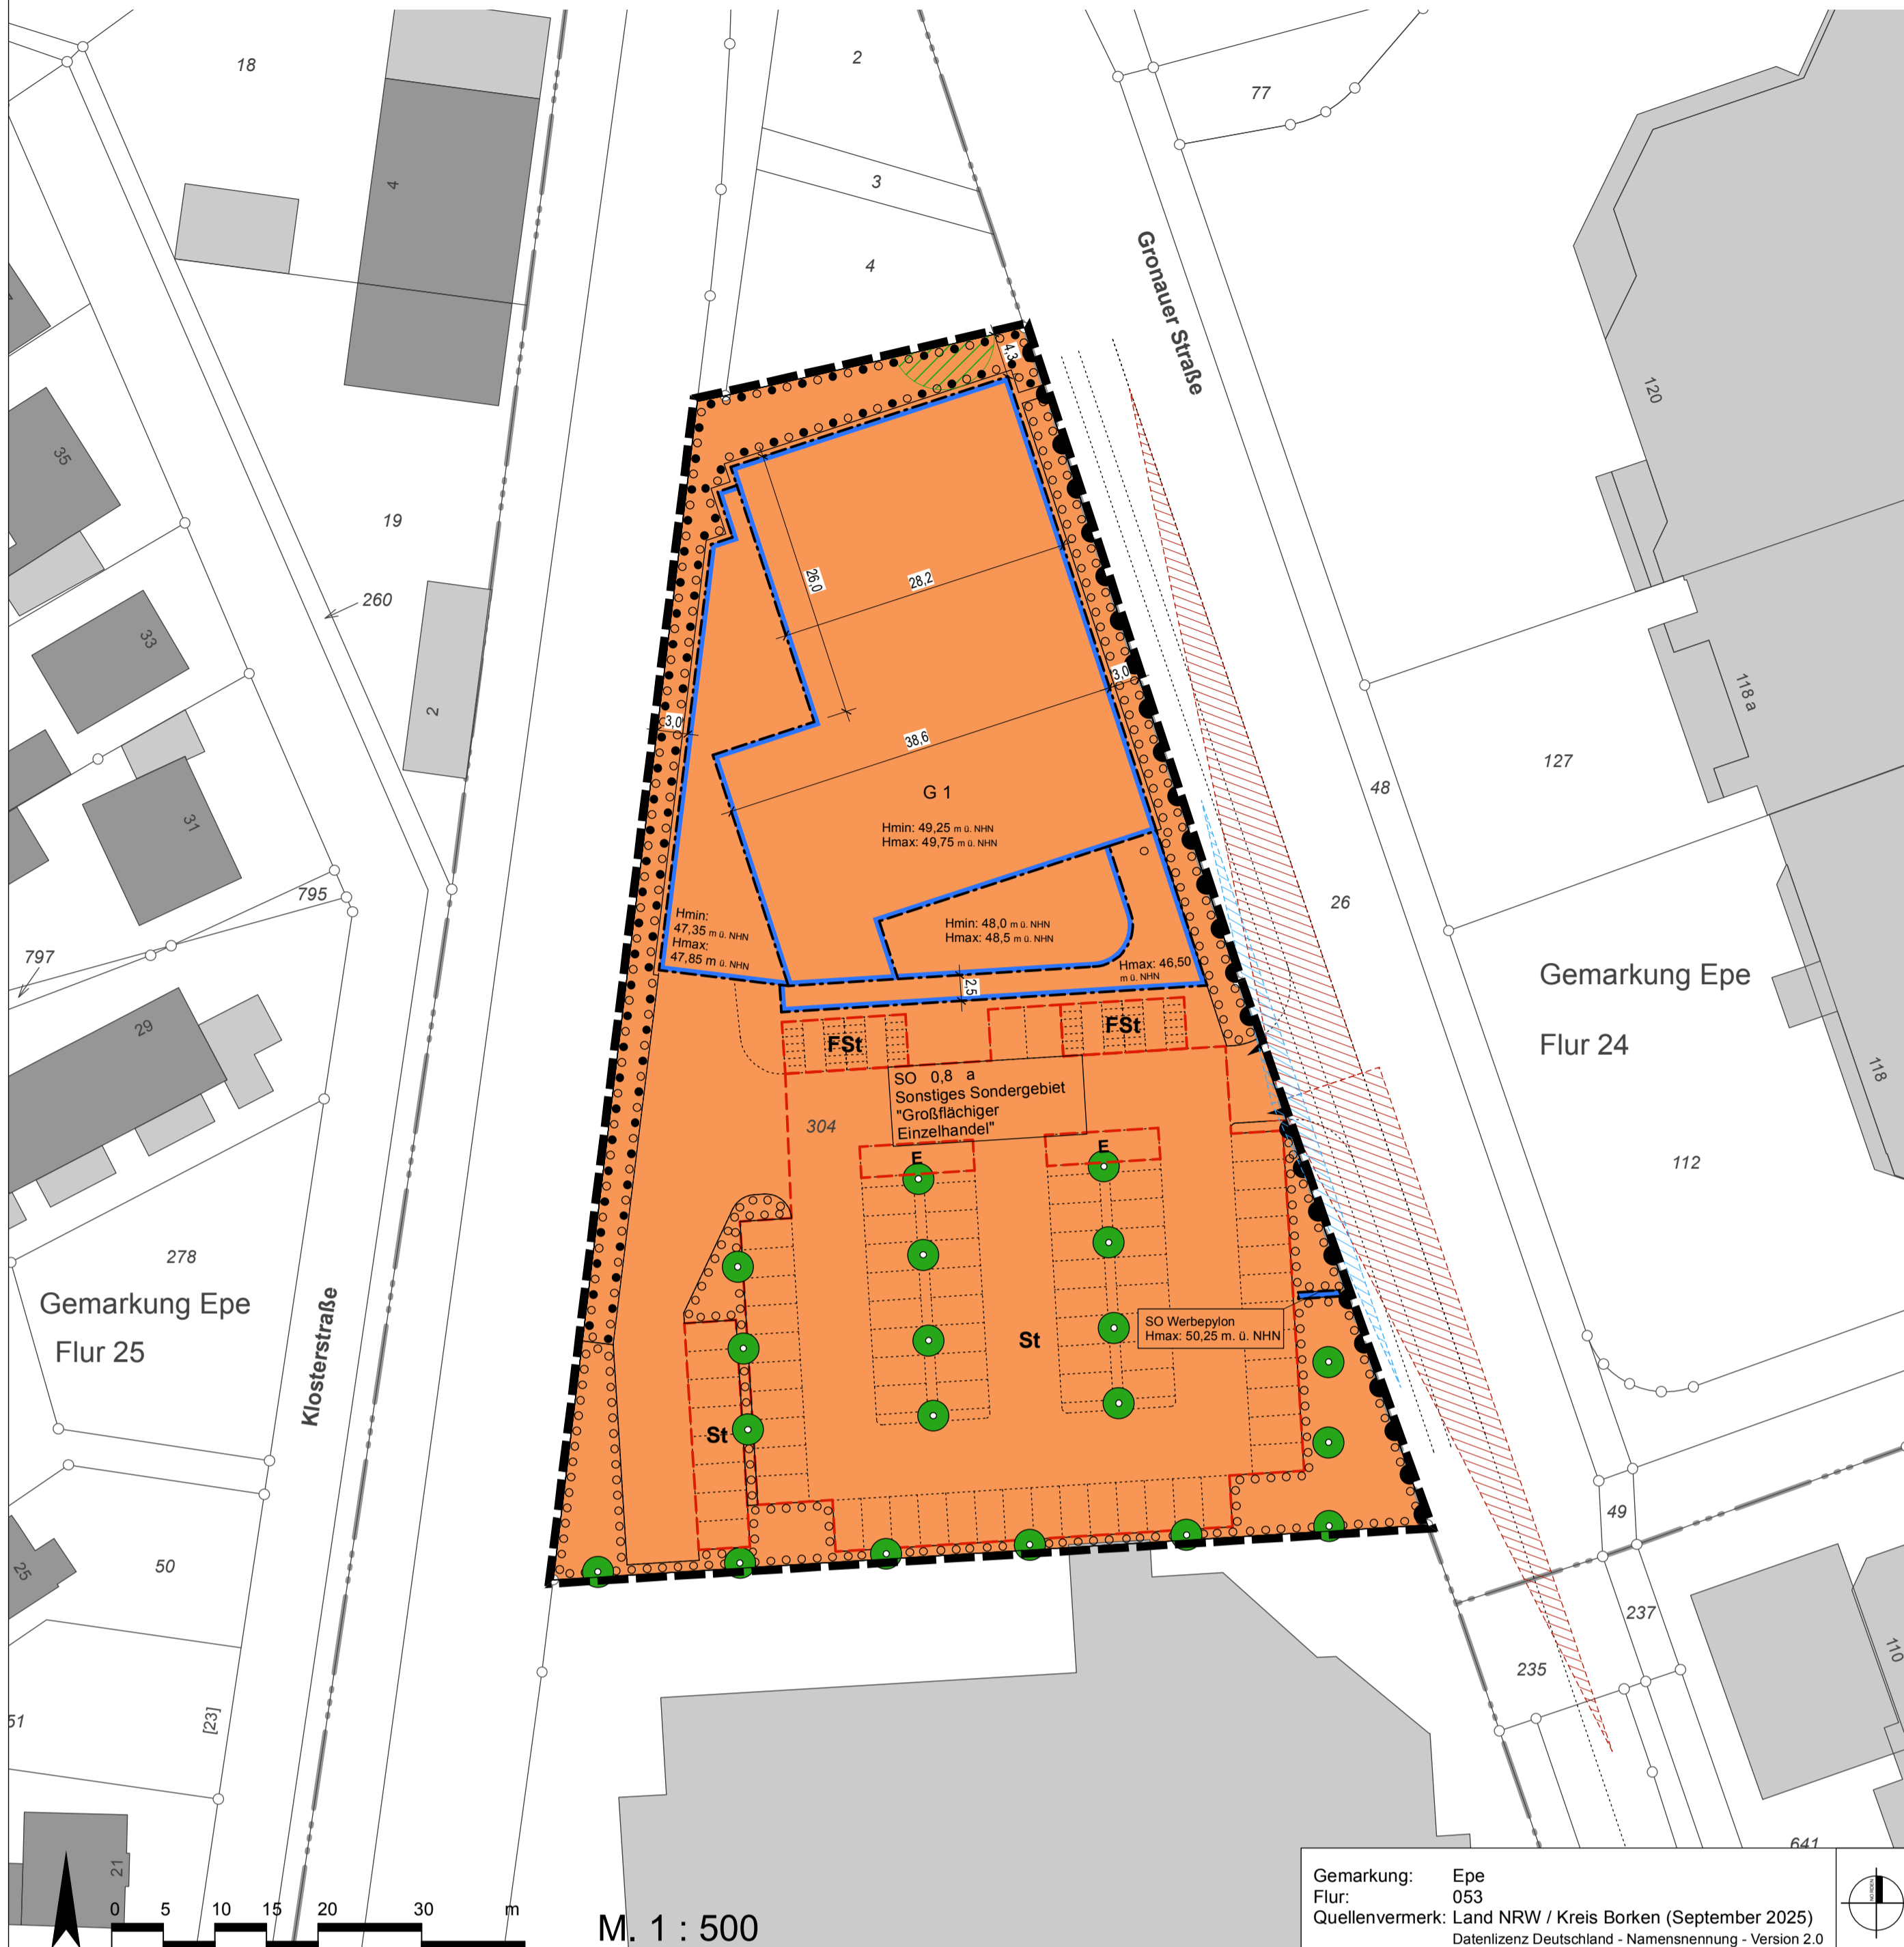 18
2
77
4
3
4
Gronauer Straße
4,3
120
35
19
26,0
28,2
260
33
2
3,0
3,0
118 a
38,6
127
48
G 1
Hmin: 49,25 m ü. NHN
Hmax: 49,75 m ü. NHN
31
795
26
Hmin:
47,35 m ü. NHN
Hmax:
47,85 m ü. NHN
Hmin: 48,0 m ü. NHN
Hmax: 48,5 m ü. NHN
Hmax: 46,50
m ü. NHN
797
2,5
Gemarkung Epe
Flur 24
29
FSt
FSt
118
SO 0,8 a
Sonstiges Sondergebiet
"Großflächiger
Einzelhandel"
304
E
E
112
278
Gemarkung Epe
Flur 25
Klosterstraße
SO Werbepylon
Hmax: 50,25 m. ü. NHN
St
St
49
25
50
237
235
110
51
[23]
641
21
0 5 10 15 20 30 m
M. 1 : 500
Gemarkung: Epe
Flur: 053
Quellenvermerk: Land NRW / Kreis Borken (September 2025)
Datenlizenz Deutschland - Namensnennung - Version 2.0
NORDEN